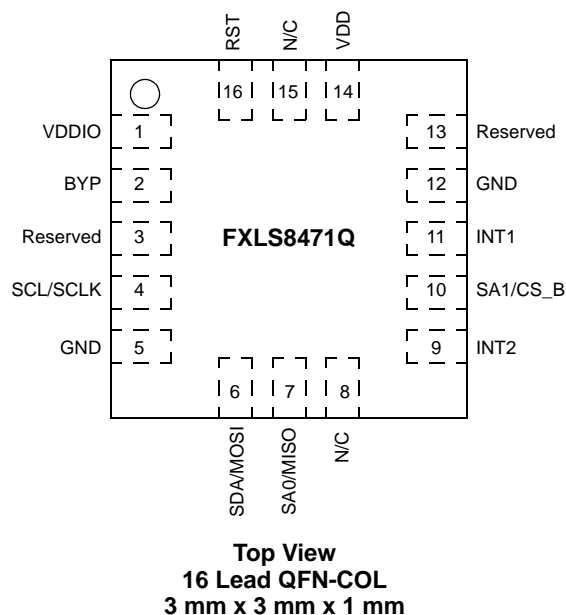 RST
N/C
VDD
16
15
14
VDDIO 1
13 Reserved
BYP 2
12 GND
Reserved 3
FXLS8471Q
11 INT1
SCL/SCLK 4
10 SA1/CS_B
GND 5
9 INT2
6
7
8
SDA/MOSI
SA0/MISO
N/C
Top View
16 Lead QFN-COL
3 mm x 3 mm x 1 mm